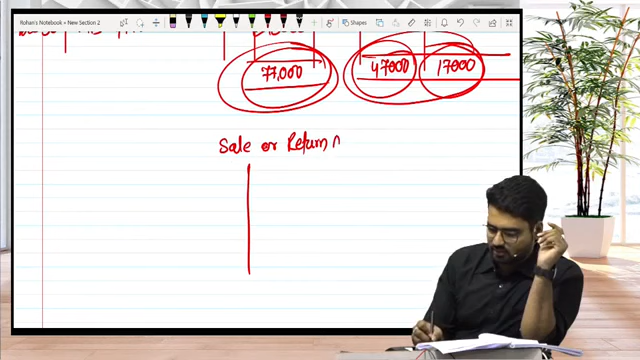 Rohan's Notebook » New Section 2
Shapes
77,000 47000 17000
Sale or Return